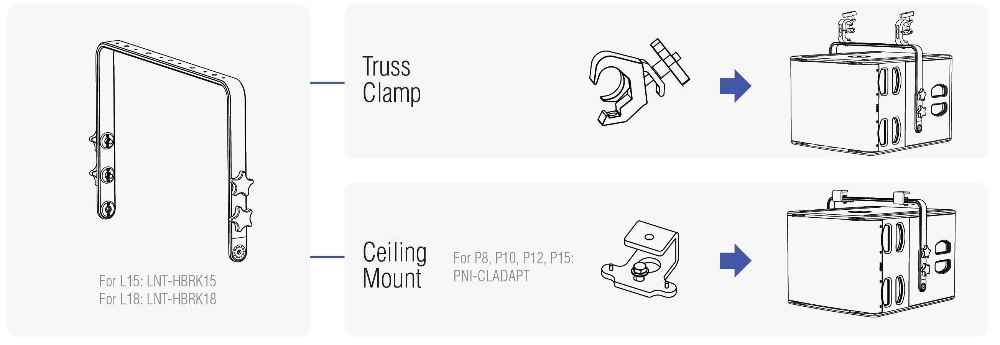 For L15: LNT-HBRK15
For L18: LNT-HBRK18
Truss
Clamp
Ceiling
Mount
For P8, P10, P12, P15:
PNI-CLADAPT